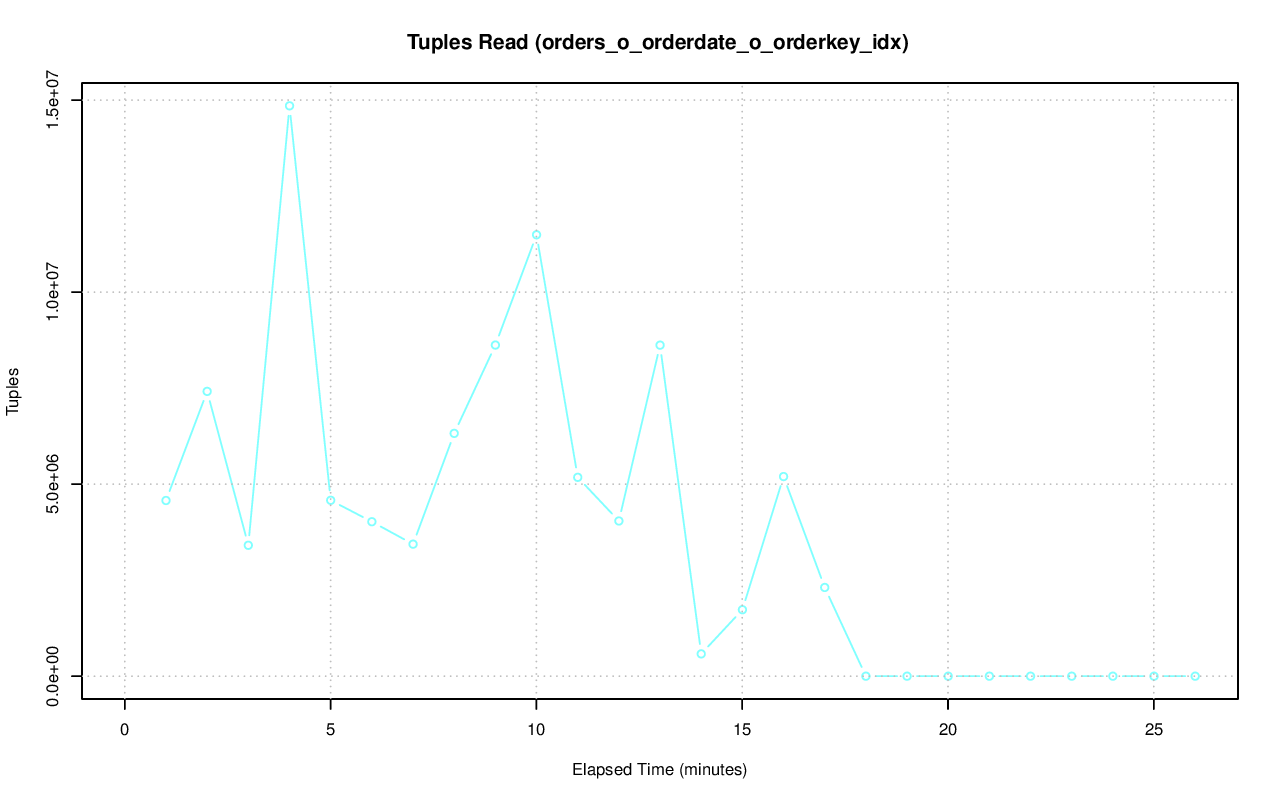 Tuples Read (orders_o_orderdate_o_orderkey_idx)
1.5e+07
1.0e+07
5.0e+06
0.0e+00
Tuples
0 5 10 15 20 25
Elapsed Time (minutes)